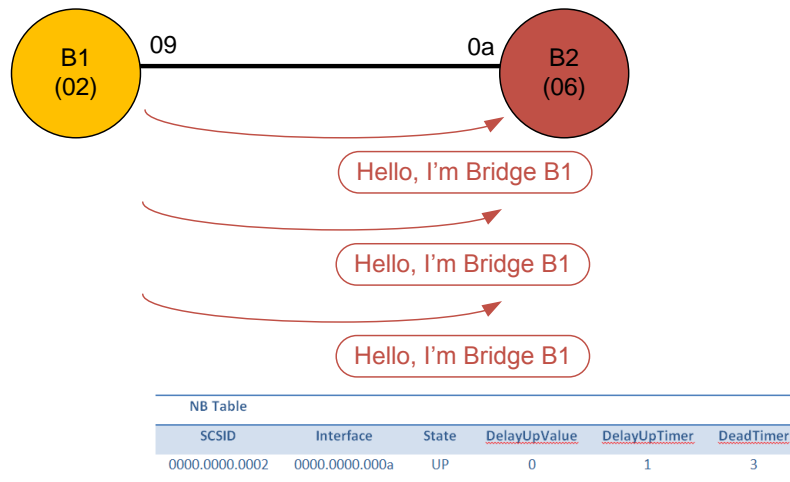 B1
(02)
09
0a
B2
(06)
Hello, I'm Bridge B1
Hello, I'm Bridge B1
Hello, I'm Bridge B1
NB Table
SCSID Interface State DelayUpValue DelayUpTimer DeadTimer
0000.0000.0002 0000.0000.000a UP 0 1 3